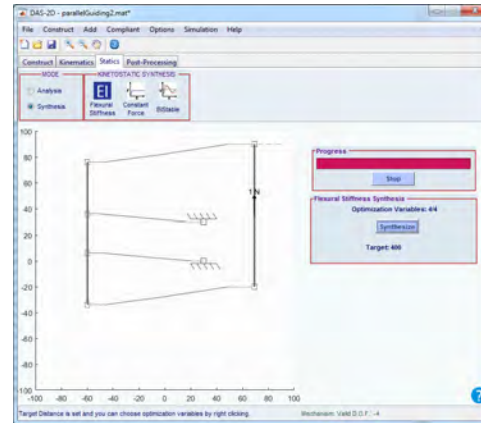 DAS-2D - parallelGuiding2.mat*
File Construct Add Compliant Options Simulation Help
Construct Kinematics Statics Post-Processing
MODE
KINETOSTATIC SYNTHESIS
Analysis
Synthesis
EI
Flexural Stiffness
Constant Force
Bistable
100
80
60
40
20
0
-20
-40
-60
-80
-100
-100 -80 -60 -40 -20 0 20 40 60 80 100
1 N
Progress
Stop
Flexural Stiffness Synthesis
Optimization Variables: 4/4
Synthesize
Target: 400
?
Target Distance is set and you can choose optimization variables by right clicking.
Mechanism: Valid D.O.F.: -4